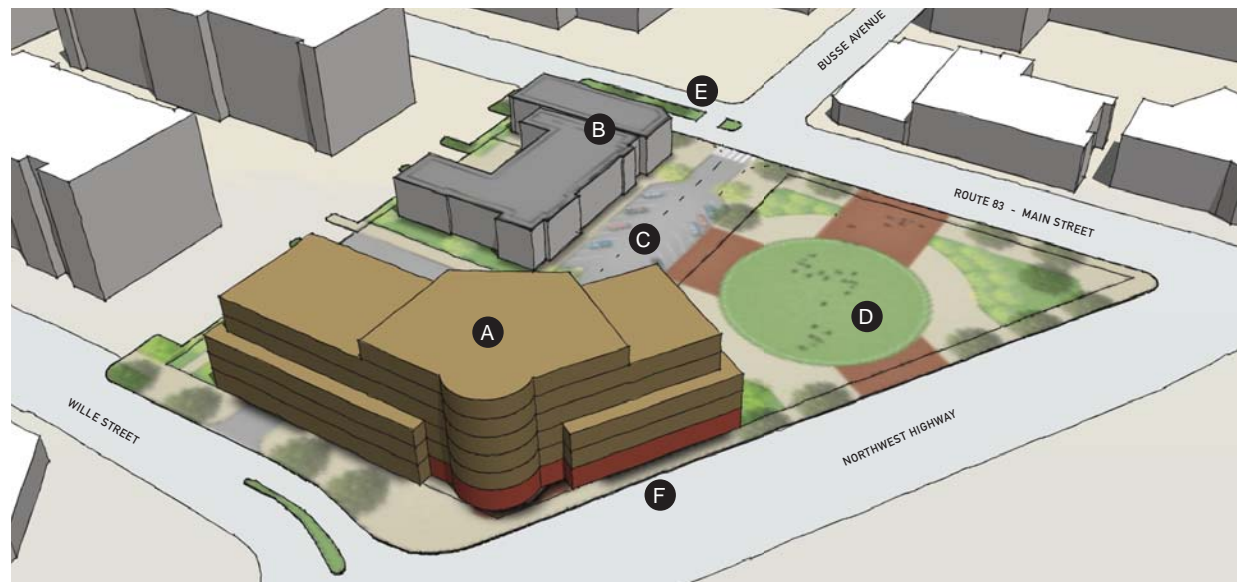 BUSSE AVENUE
E
B
ROUTE 83 - MAIN STREET
C
D
A
WILLE STREET
NORTHWEST HIGHWAY
F